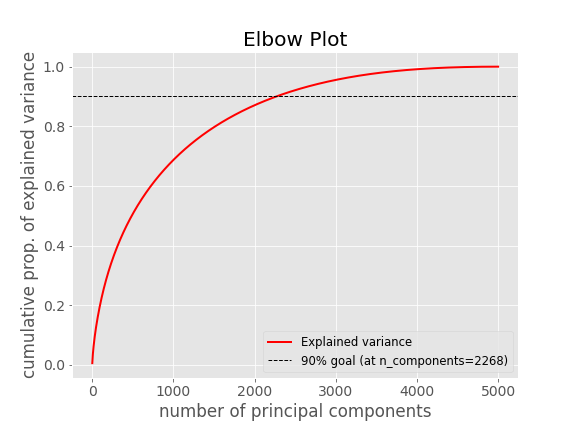 Elbow Plot
cumulative prop. of explained variance
1.0
0.8
0.6
0.4
0.2
0.0
0 1000 2000 3000 4000 5000
number of principal components
Explained variance
90% goal (at n_components=2268)